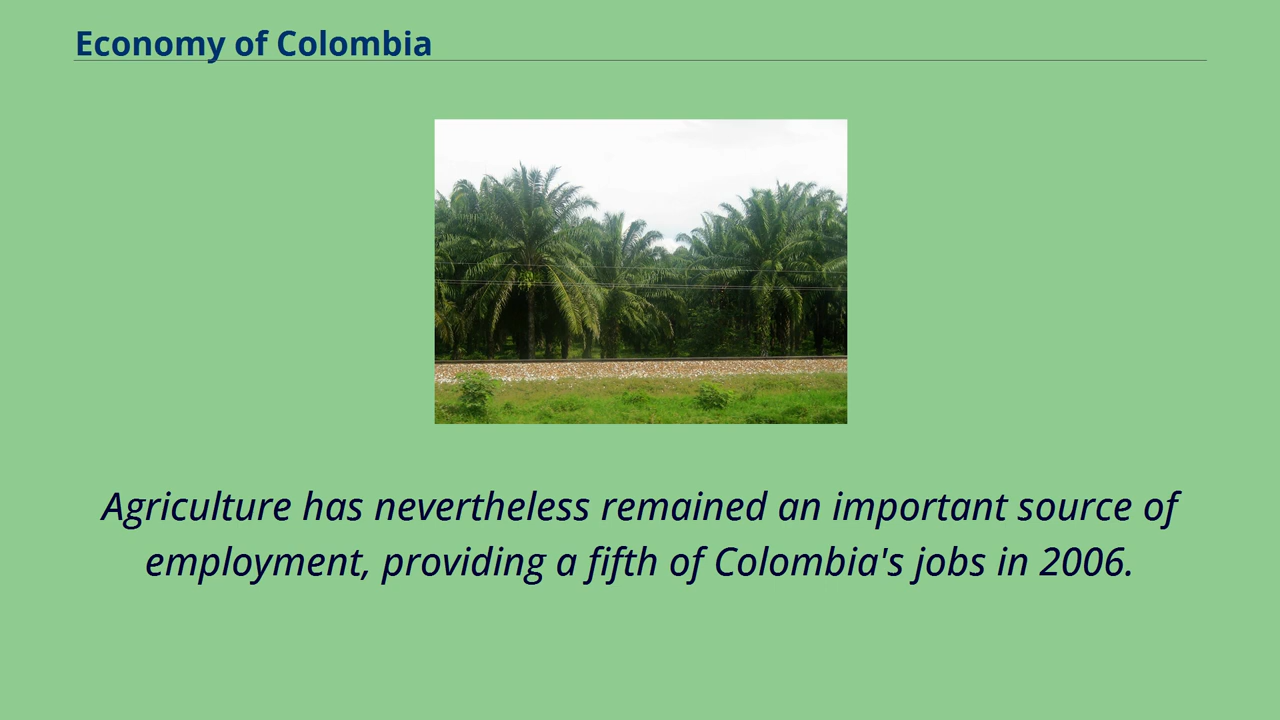 Economy of Colombia
Agriculture has nevertheless remained an important source of
employment, providing a fifth of Colombia's jobs in 2006.